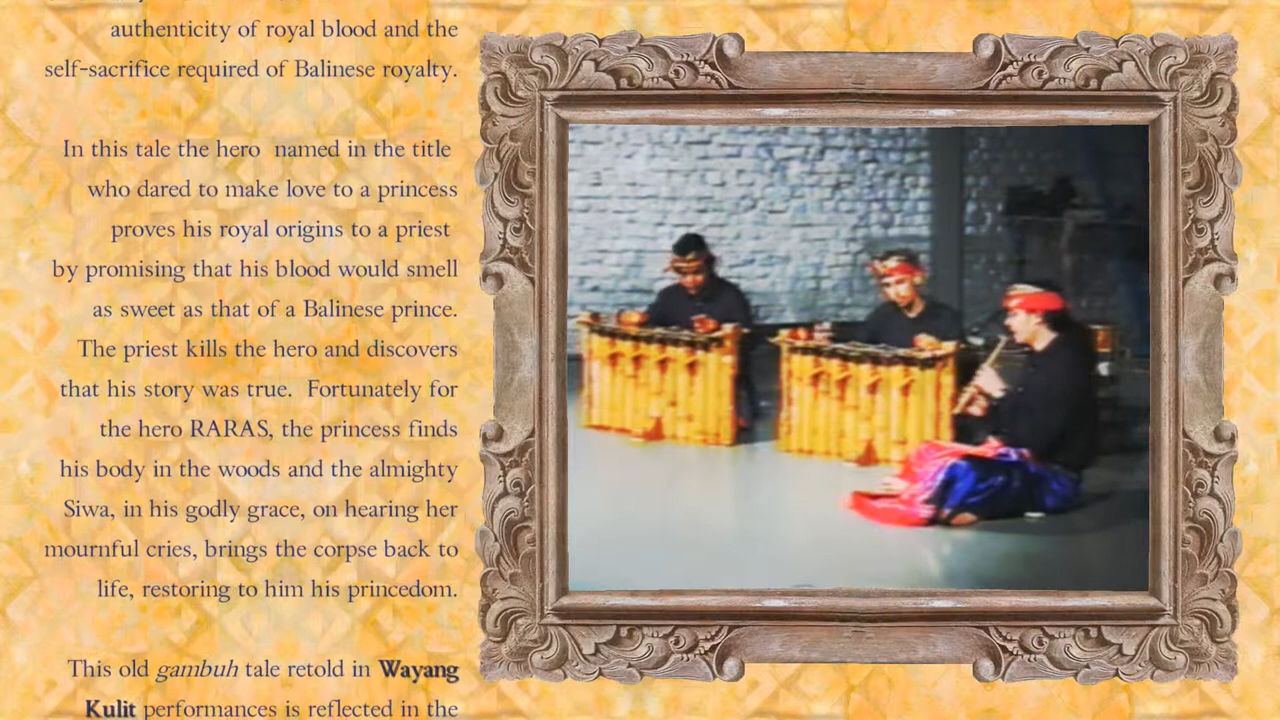 authenticity of royal blood and the
self-sacrifice required of Balinese royalty.
In this tale the hero named in the title
who dared to make love to a princess
proves his royal origins to a priest
by promising that his blood would smell
as sweet as that of a Balinese prince.
The priest kills the hero and discovers
that his story was true. Fortunately for
the hero RARAS, the princess finds
his body in the woods and the almighty
Siwa, in his godly grace, on hearing her
mournful cries, brings the corpse back to
life, restoring to him his princedom.
This old gambuh tale retold in Wayang
Kulit performances is reflected in the